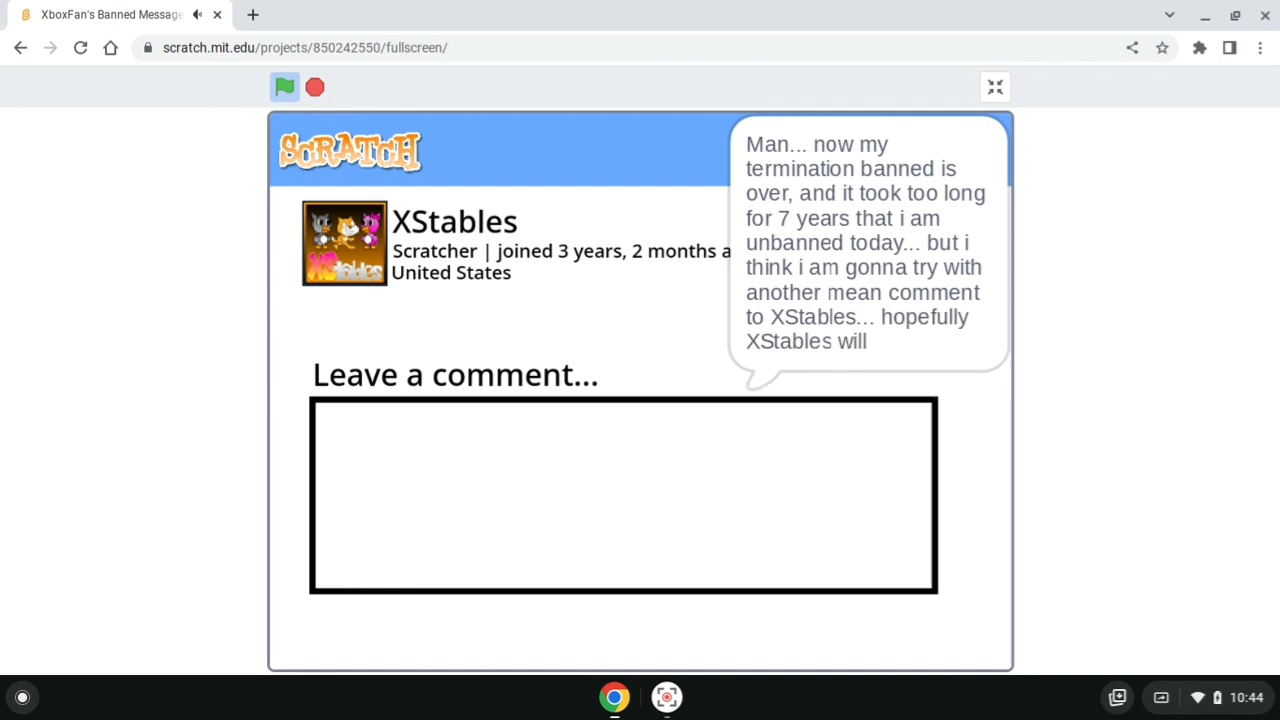 XboxFan's Banned Message
scratch.mit.edu/projects/850242550/fullscreen/
SCRATCH
Man... now my
termination banned is
over, and it took too long
for 7 years that i am
unbanned today... but i
think i am gonna try with
another mean comment
to XStables... hopefully
XStables will
XStables
Scratcher | joined 3 years, 2 months a
United States
XStables
Leave a comment...
10:44